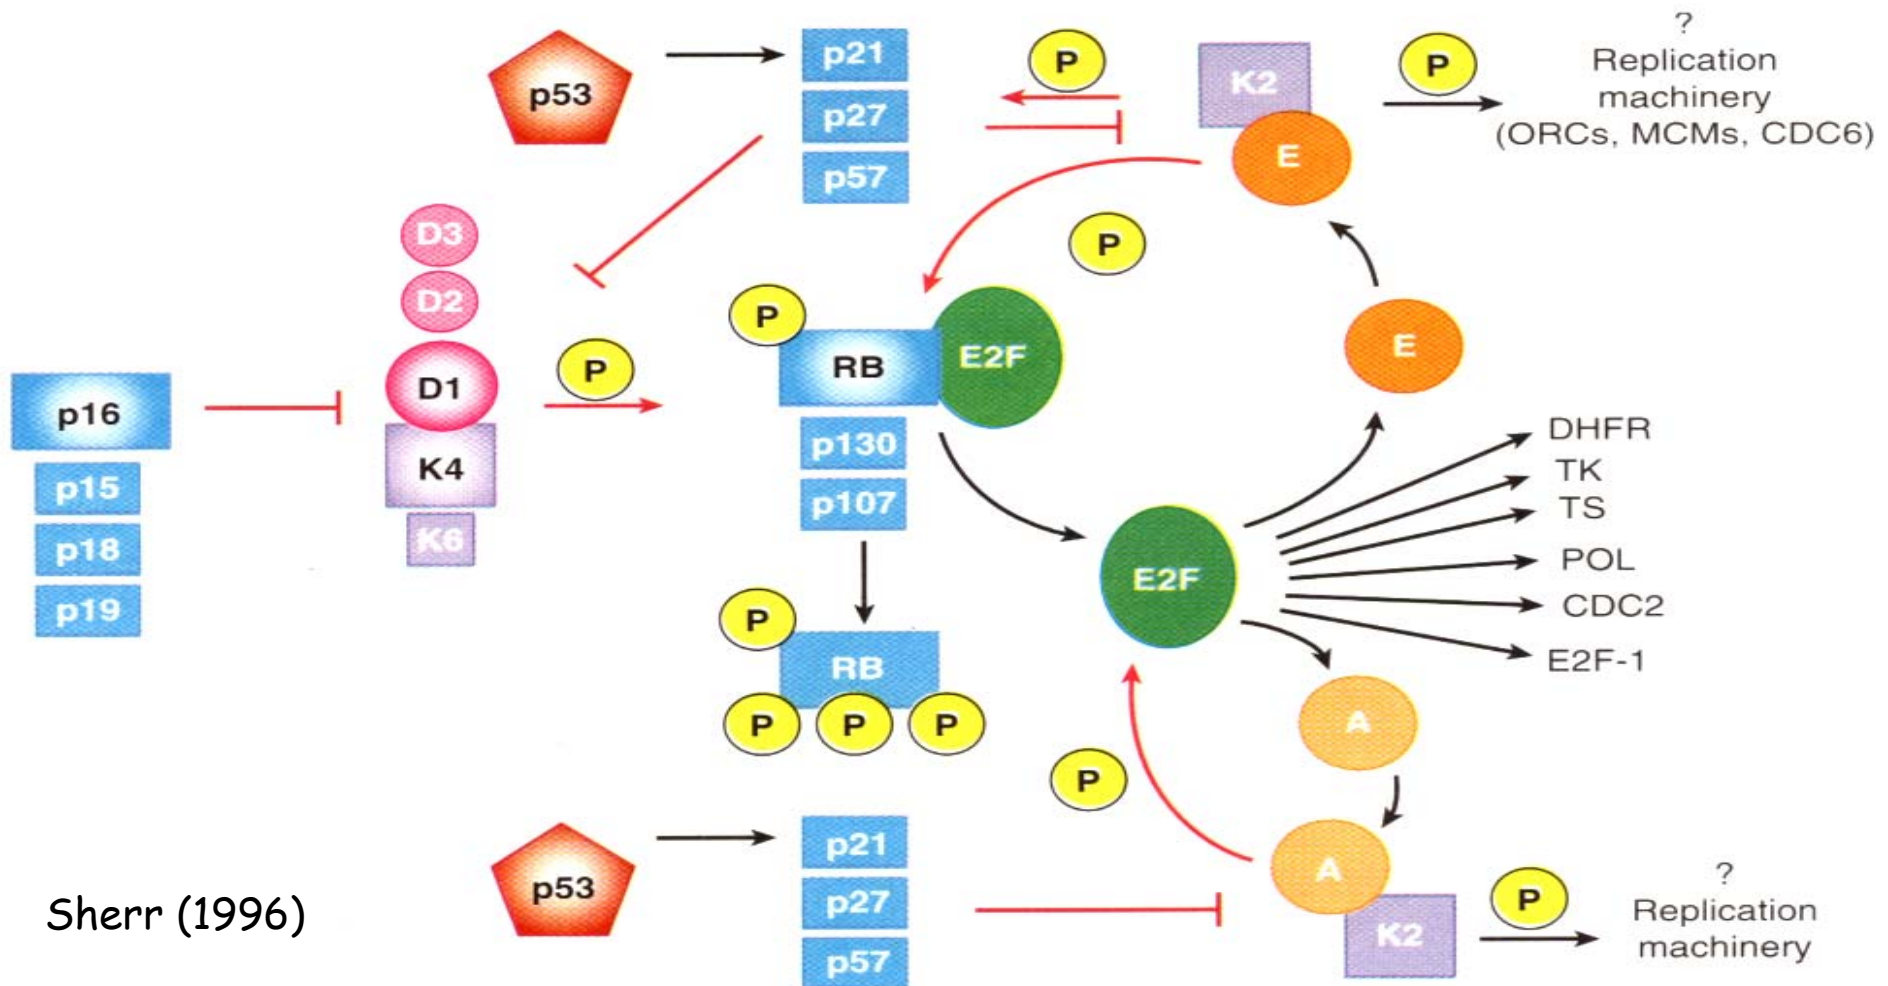 ?
Replication
machinery
(ORCs, MCMs, CDC6)
p53
p21
p27
p57
P
K2
E
P
P
D3
D2
D1
K4
K6
p16
p15
p18
p19
P
P
RB
E2F
p130
p107
E
DHFR
TK
TS
POL
CDC2
E2F-1
E2F
P
RB
P
P
P
A
P
A
K2
P
?
Replication
machinery
p53
p21
p27
p57
Sherr (1996)